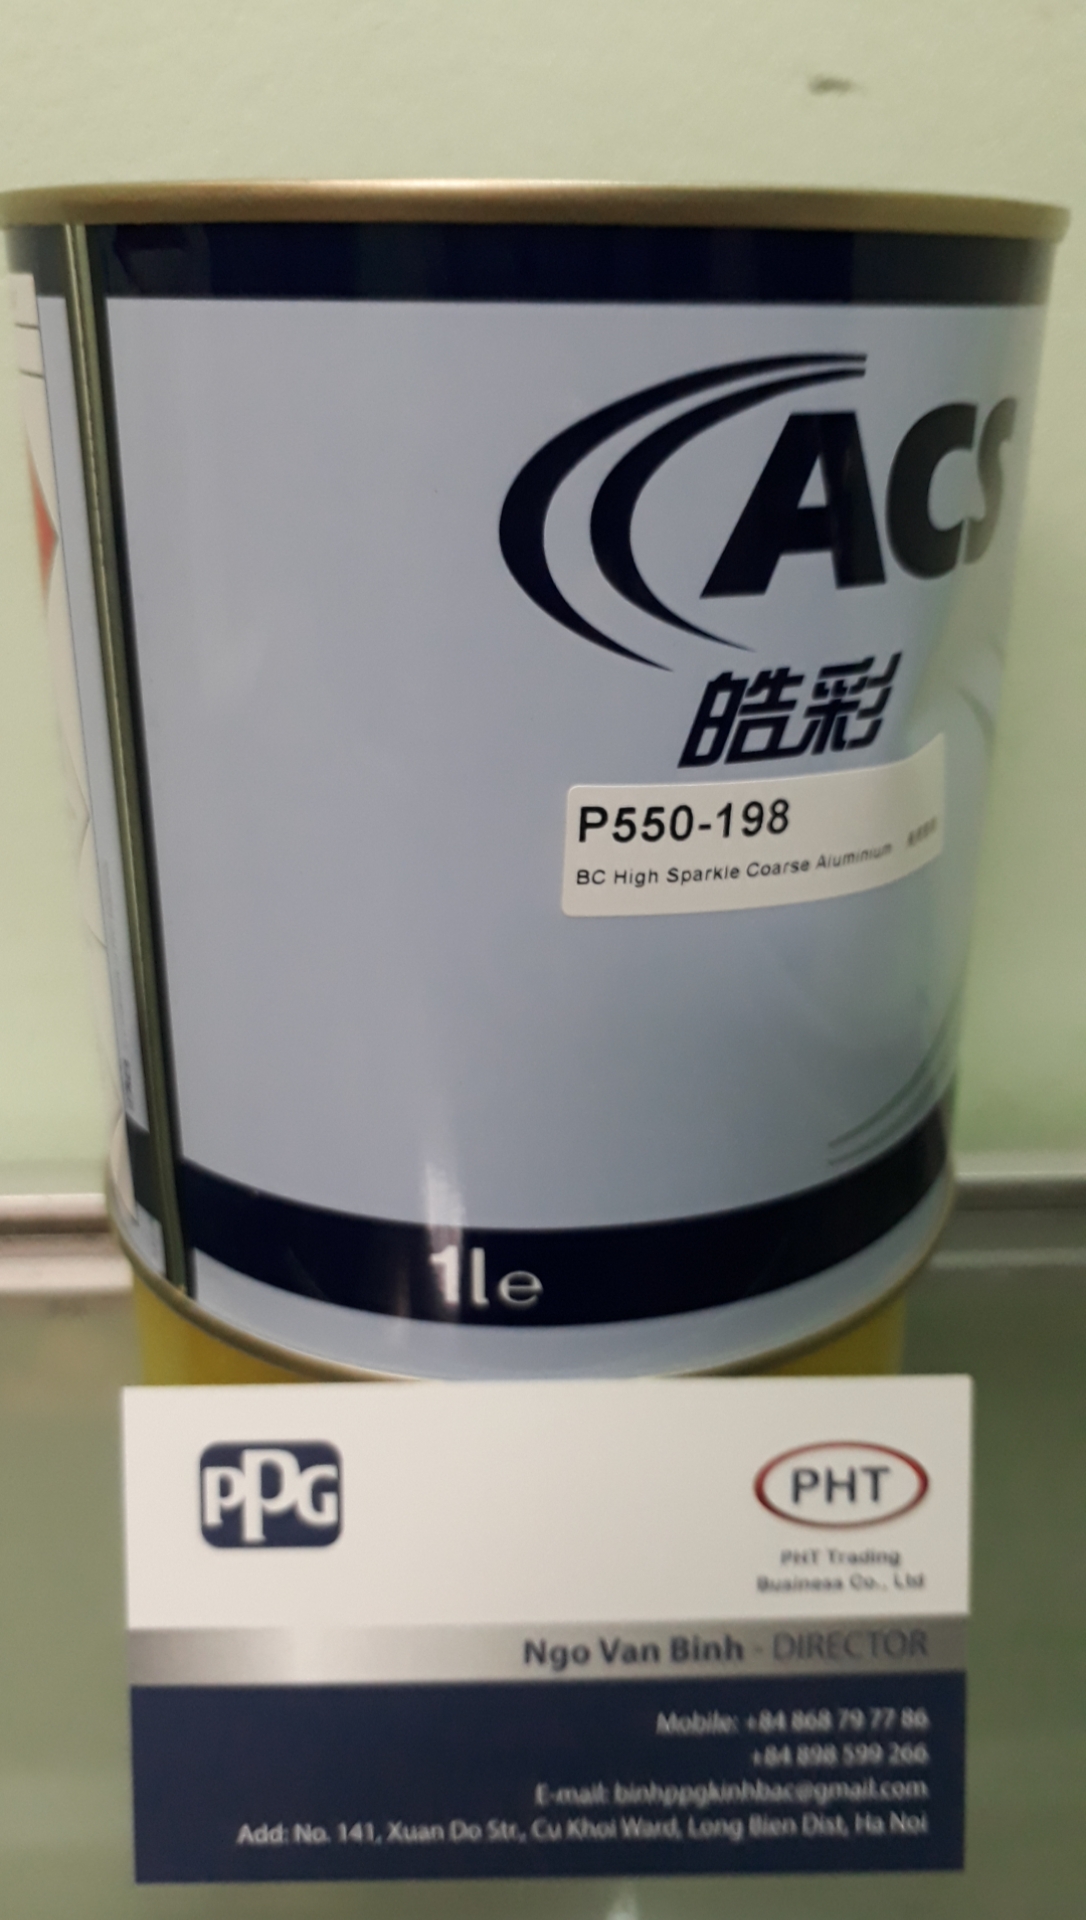 ACS
皓彩
P550-198
BC High Sparkle Coarse Aluminium
1le
PPG
PHT
PHT Trading
Business Co., Ltd
Ngo Van Binh - DIRECTOR
Mobile: +84 868 79 77 86
+84 898 599 266
E-mail: binhppgkinhbac@gmail.com
Add: No. 141, Xuan Do Str., Cu Khoi Ward, Long Bien Dist, Ha Noi